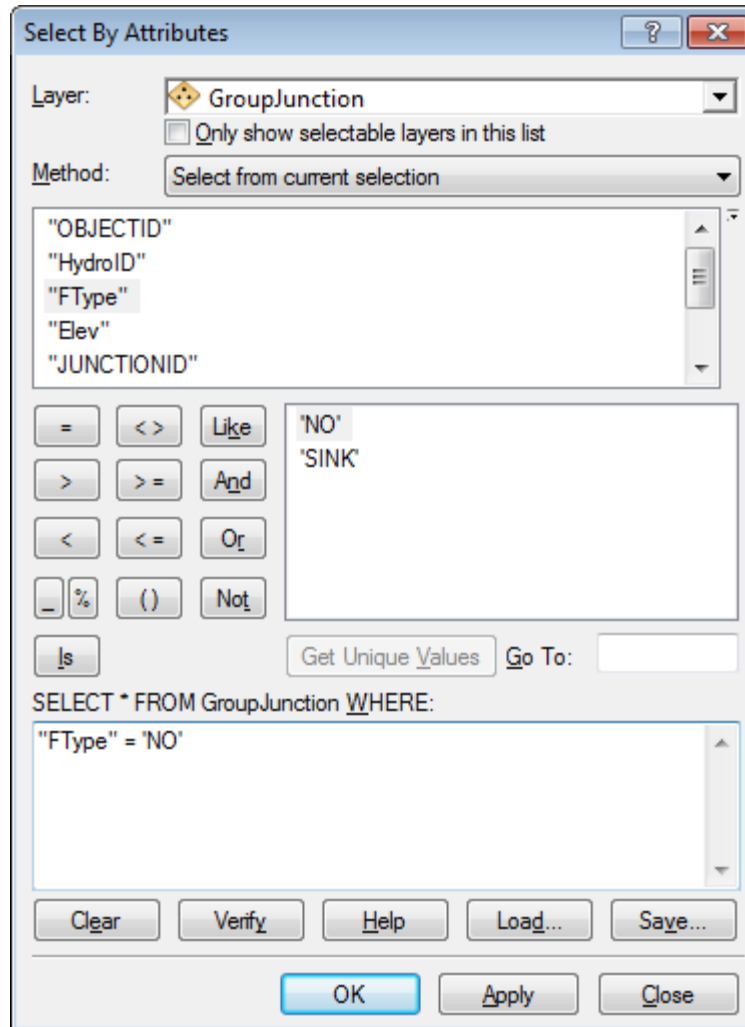 Select By Attributes
?
Layer: GroupJunction
Only show selectable layers in this list
Method: Select from current selection
"OBJECTID"
"HydroID"
"FType"
"Elev"
"JUNCTIONID"
= < > Like
> > = And
< < = Or
_ % ( ) Not
Is
'NO'
'SINK'
Get Unique Values Go To:
SELECT * FROM GroupJunction WHERE:
"FType" = 'NO'
Clear Verify Help Load... Save...
OK Apply Close